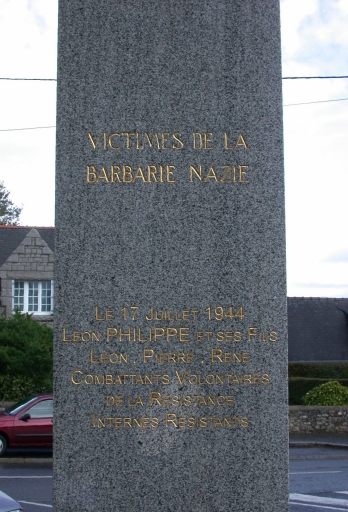 VICTIMES DE LA
BARBARIE NAZIE
LE 17 JUILLET 1944
LEON PHILIPPE ET SES FILS
LEON . PIERRE . RENE
COMBATTANTS VOLONTAIRES
DE LA RESISTANCE
INTERNES RESISTANTS